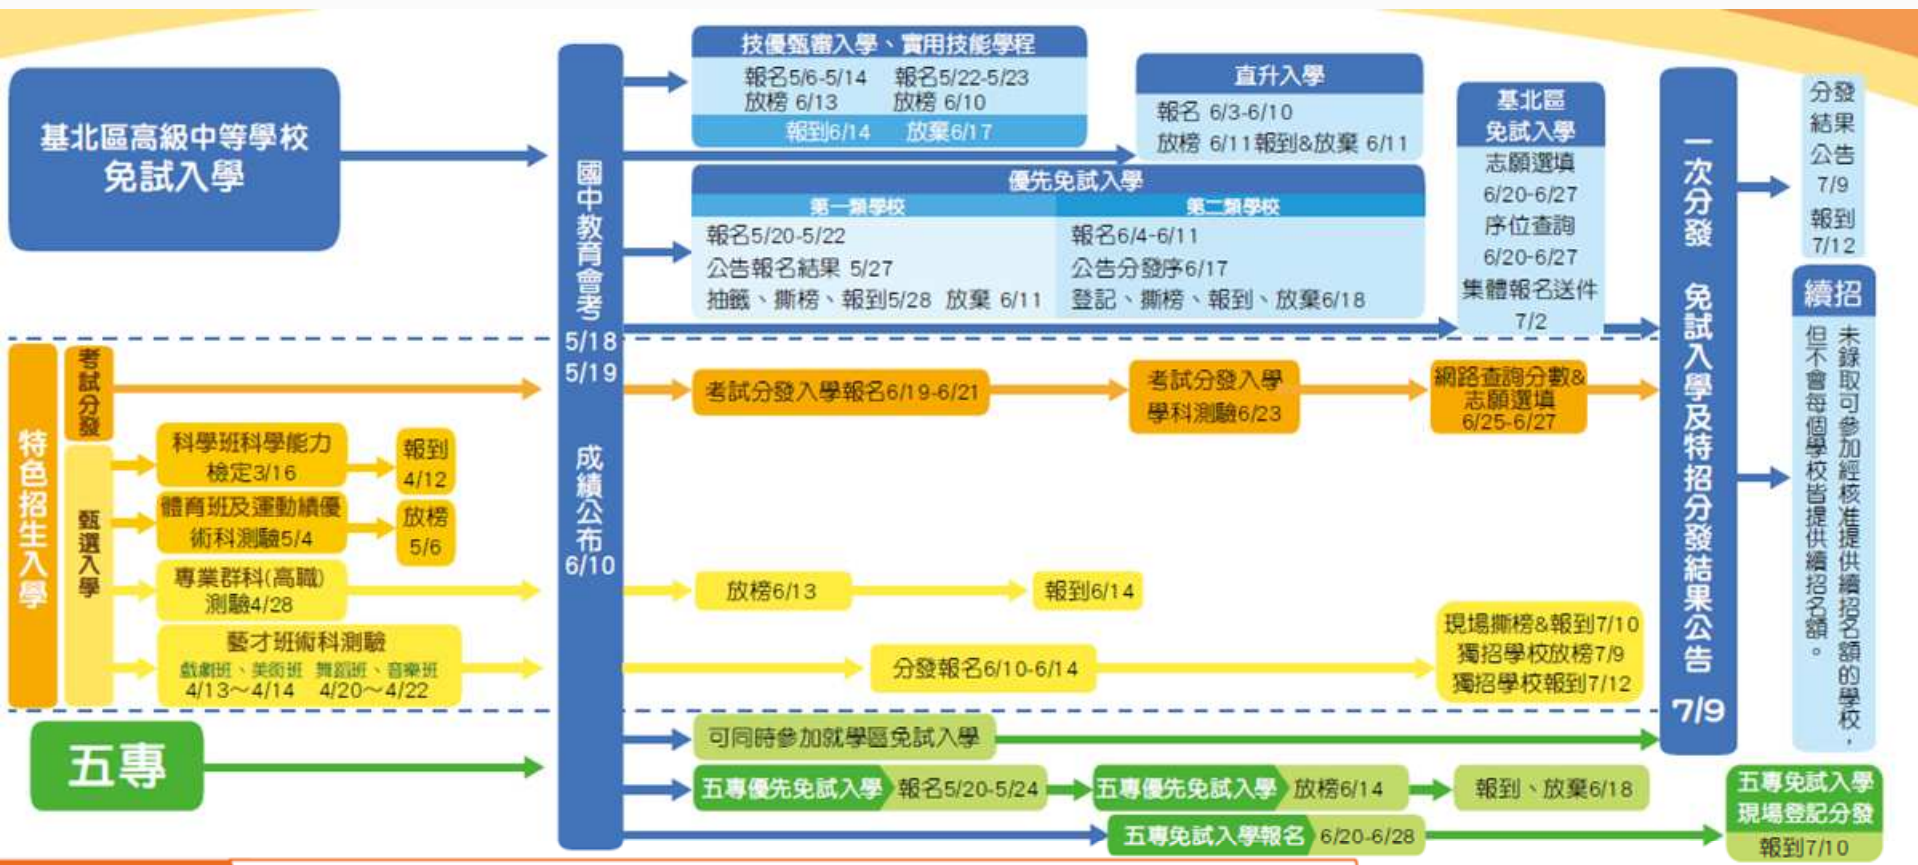 基北區高級中等學校
免試入學
國中教育會考
5/18
5/19
成績公布
6/10
技優甄審入學、實用技能學程
報名5/6-5/14 報名5/22-5/23
放榜 6/13 放榜 6/10
報到6/14 放棄6/17
直升入學
報名 6/3-6/10
放榜 6/11報到&放棄 6/11
優先免試入學
第一類學校
報名5/20-5/22
公告報名結果 5/27
抽籤、撕榜、報到5/28 放棄 6/11
第二類學校
報名6/4-6/11
公告分發序6/17
登記、撕榜、報到、放棄6/18
基北區
免試入學
志願選填
6/20-6/27
序位查詢
6/20-6/27
集體報名送件
7/2
一次分發 免試入學及特招分發結果公告
7/9
分發
結果
公告
7/9
報到
7/12
續招
未錄取可參加經核准提供續招名額的學校，
但不會每個學校皆提供續招名額。
特色招生入學
考試分發
考試分發入學報名6/19-6/21
考試分發入學
學科測驗6/23
網路查詢分數&
志願選填
6/25-6/27
甄選入學
科學班科學能力
檢定3/16
報到
4/12
體育班及運動績優
術科測驗5/4
放榜
5/6
專業群科(高職)
測驗4/28
放榜6/13
報到6/14
藝才班術科測驗
戲劇班、美術班 舞蹈班、音樂班
4/13～4/14 4/20～4/22
分發報名6/10-6/14
現場撕榜&報到7/10
獨招學校放榜7/9
獨招學校報到7/12
五專
可同時參加就學區免試入學
五專優先免試入學 報名5/20-5/24
五專優先免試入學 放榜6/14
報到、放棄6/18
五專免試入學報名 6/20-6/28
五專免試入學
現場登記分發
報到7/10